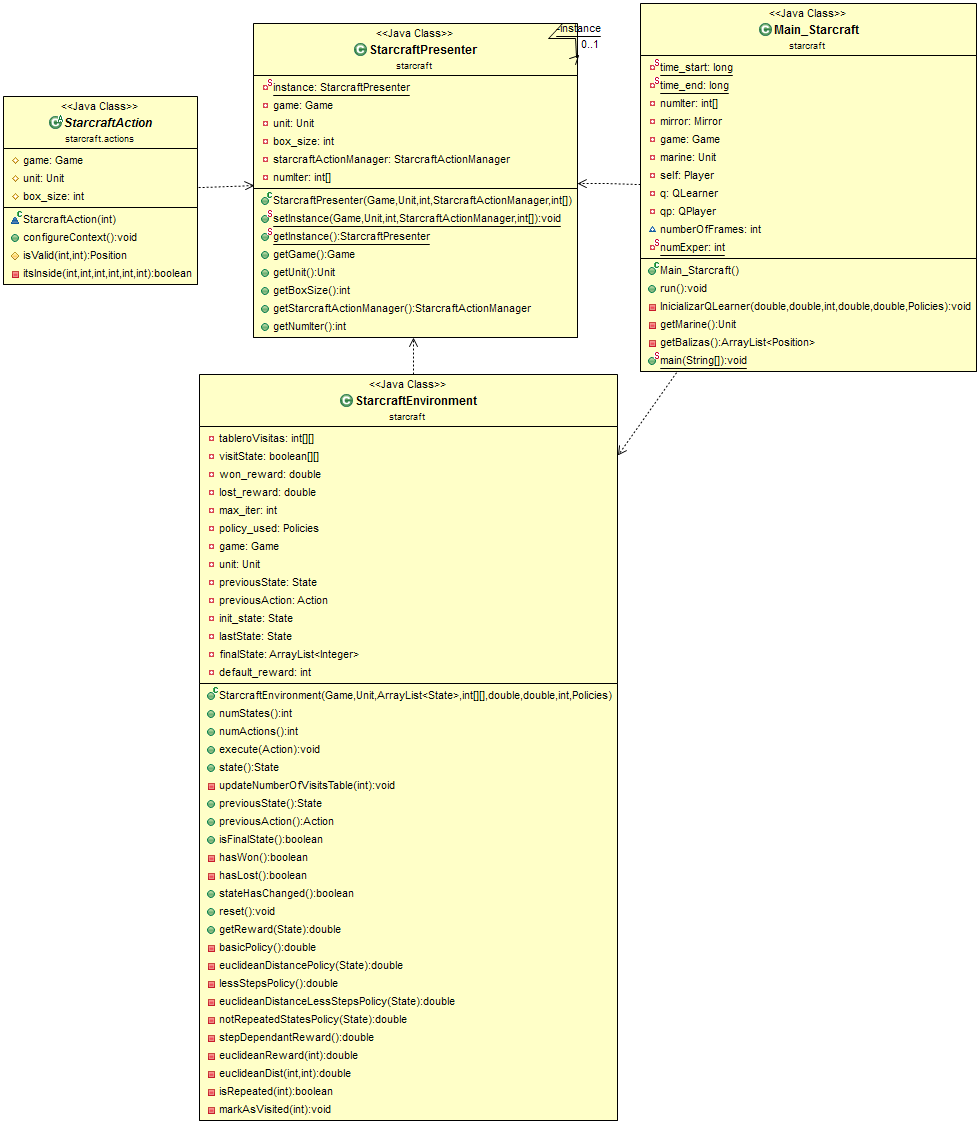 <<Java Class>>
StarcraftAction
starcraft.actions
game: Game
unit: Unit
box_size: int
StarcraftAction(int)
configureContext():void
isValid(int,int):Position
itsInside(int,int,int,int,int,int):boolean
<<Java Class>>
StarcraftPresenter
starcraft
instance: StarcraftPresenter
game: Game
unit: Unit
box_size: int
starcraftActionManager: StarcraftActionManager
numIter: int[]
StarcraftPresenter(Game,Unit,int,StarcraftActionManager,int[])
setInstance(Game,Unit,int,StarcraftActionManager,int[]):void
getInstance():StarcraftPresenter
getGame():Game
getUnit():Unit
getBoxSize():int
getStarcraftActionManager():StarcraftActionManager
getNumIter():int
-instance
0..1
<<Java Class>>
Main_Starcraft
starcraft
time_start: long
time_end: long
numIter: int[]
mirror: Mirror
game: Game
marine: Unit
self: Player
q: QLearner
qp: QPlayer
numberOfFrames: int
numExper: int
Main_Starcraft()
run():void
InicializarQLearner(double,double,int,double,double,Policies):void
getMarine():Unit
getBalizas():ArrayList<Position>
main(String[]):void
<<Java Class>>
StarcraftEnvironment
starcraft
tableroVisitas: int[][]
visitState: boolean[][]
won_reward: double
lost_reward: double
max_iter: int
policy_used: Policies
game: Game
unit: Unit
previousState: State
previousAction: Action
init_state: State
lastState: State
finalState: ArrayList<Integer>
default_reward: int
StarcraftEnvironment(Game,Unit,ArrayList<State>,int[][],double,double,int,Policies)
numStates():int
numActions():int
execute(Action):void
state():State
updateNumberOfVisitsTable(int):void
previousState():State
previousAction():Action
isFinalState():boolean
hasWon():boolean
hasLost():boolean
stateHasChanged():boolean
reset():void
getReward(State):double
basicPolicy():double
euclideanDistancePolicy(State):double
lessStepsPolicy():double
euclideanDistanceLessStepsPolicy(State):double
notRepeatedStatesPolicy(State):double
stepDependantReward():double
euclideanReward(int):double
euclideanDist(int,int):double
isRepeated(int):boolean
markAsVisited(int):void